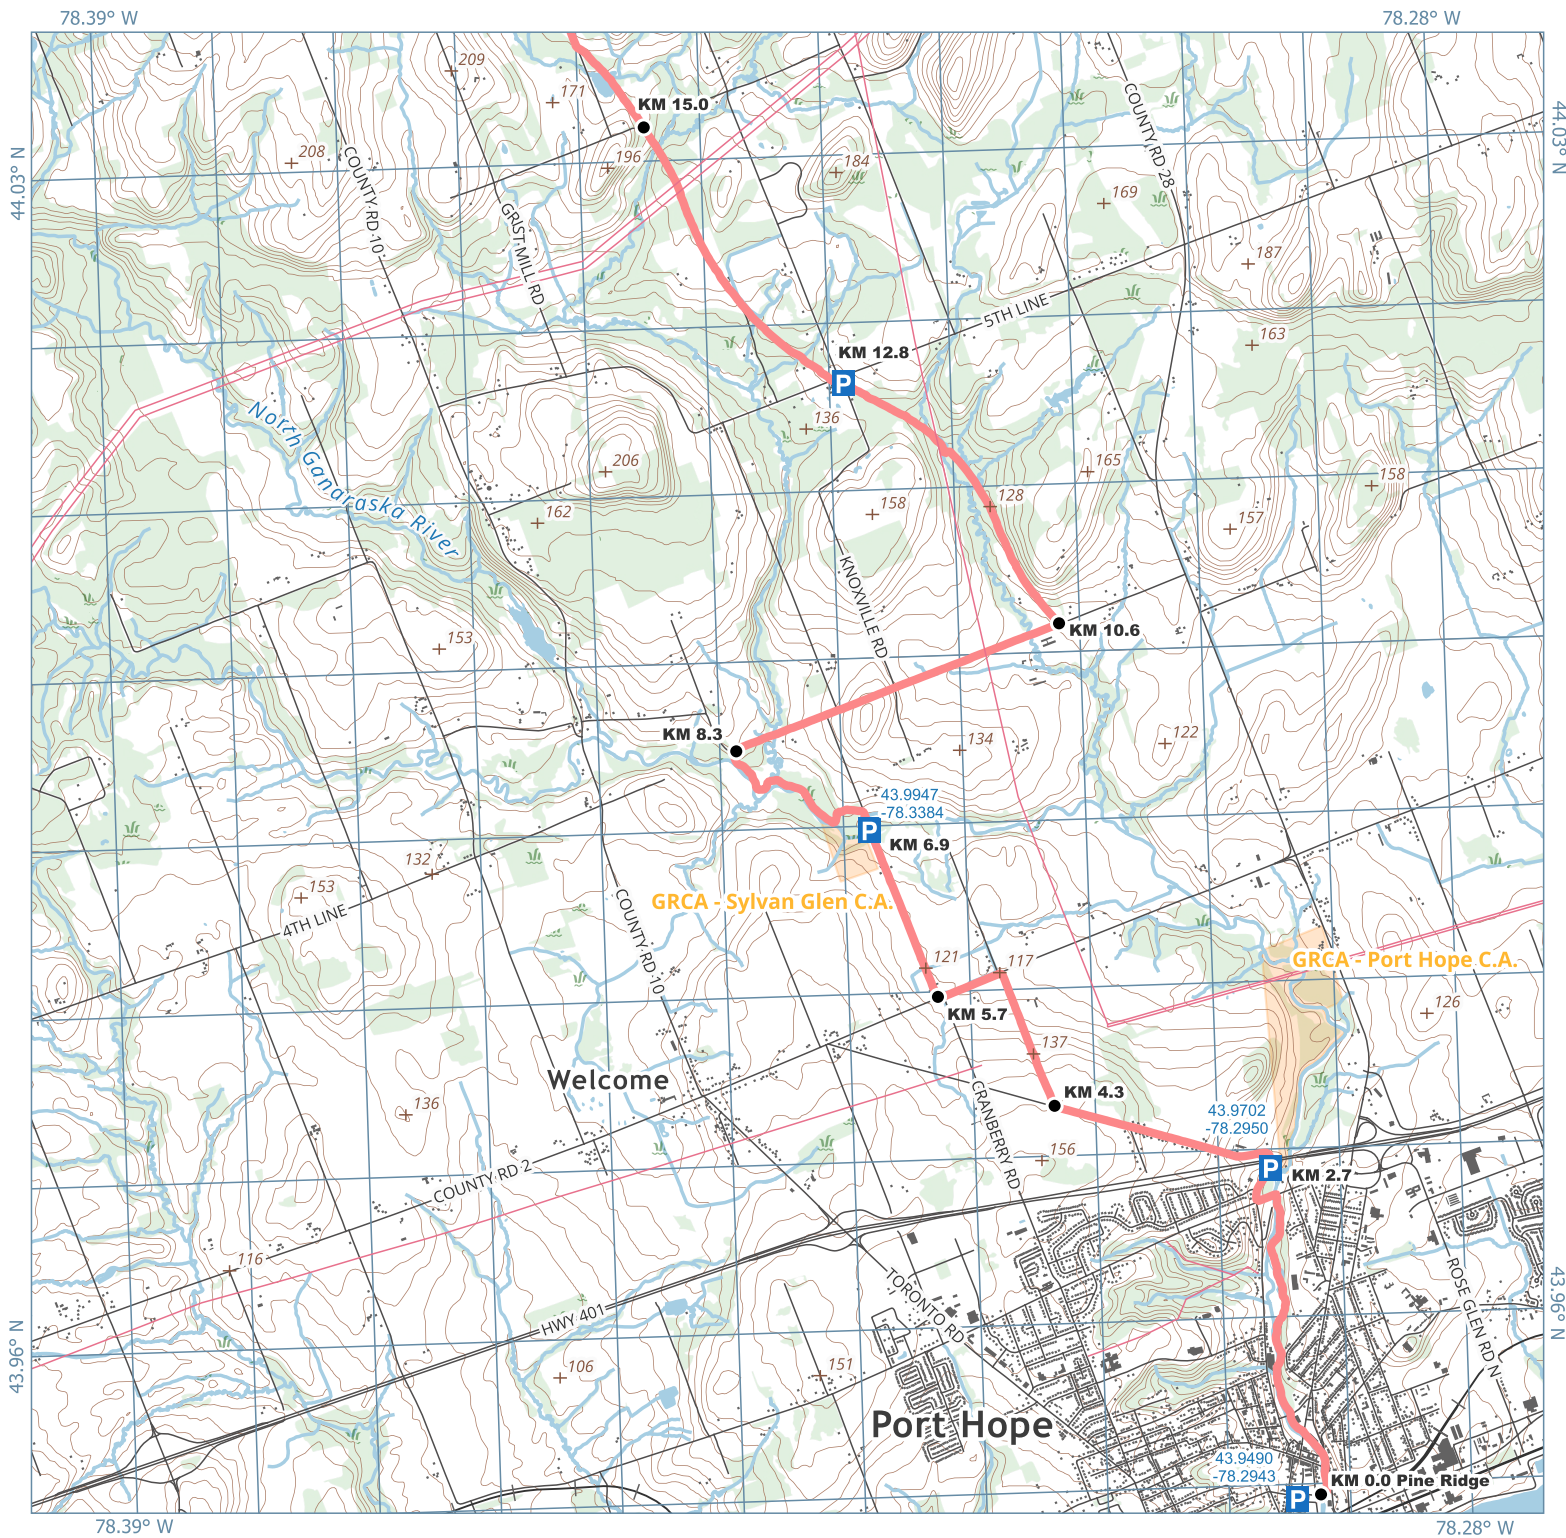 78.39° W
78.28° W
209
171
KM 15.0
COUNTY RD 28
44.03° N
44.03° N
208
COUNTY RD 10
196
184
169
GRIST MILL RD
187
5TH LINE
163
KM 12.8
P
North Ganaraska River
136
206
165
158
162
158
128
157
KNOXVILLE RD
153
KM 10.6
KM 8.3
134
122
43.9947
-78.3384
P
KM 6.9
132
153
GRCA - Sylvan Glen C.A.
4TH LINE
COUNTY RD 10
121
117
GRCA - Port Hope C.A.
KM 5.7
126
137
Welcome
KM 4.3
136
CRANBERRY RD
43.9702
-78.2950
156
P
KM 2.7
COUNTY RD 2
116
TORONTO RD
ROSE GLEN RD N
43.96° N
43.96° N
HWY 401
106
151
Port Hope
43.9490
-78.2943
KM 0.0 Pine Ridge
P
78.39° W
78.28° W